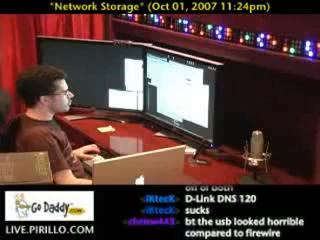 *Network Storage* (Oct 01, 2007 11:24pm)
off of both
<iKtecK> D-Link DNS 120
<iKtecK> sucks
bt the usb looked horrible
compared to firewire
Go Daddy.com
LIVE.PIRILLO.COM